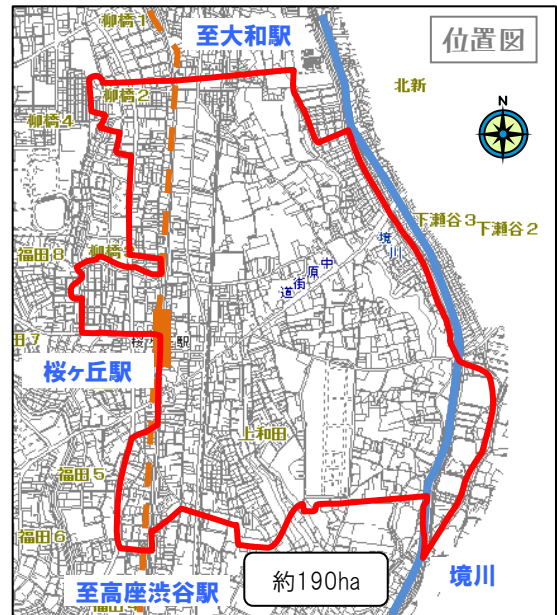 柳橋1
至大和駅
位置図
柳橋2
北新
N
柳橋4
下瀬谷3
下瀬谷2
境川
福田8
中原街道
桜ヶ丘駅
上和田
福田5
福田6
約190ha
境川
至高座渋谷駅